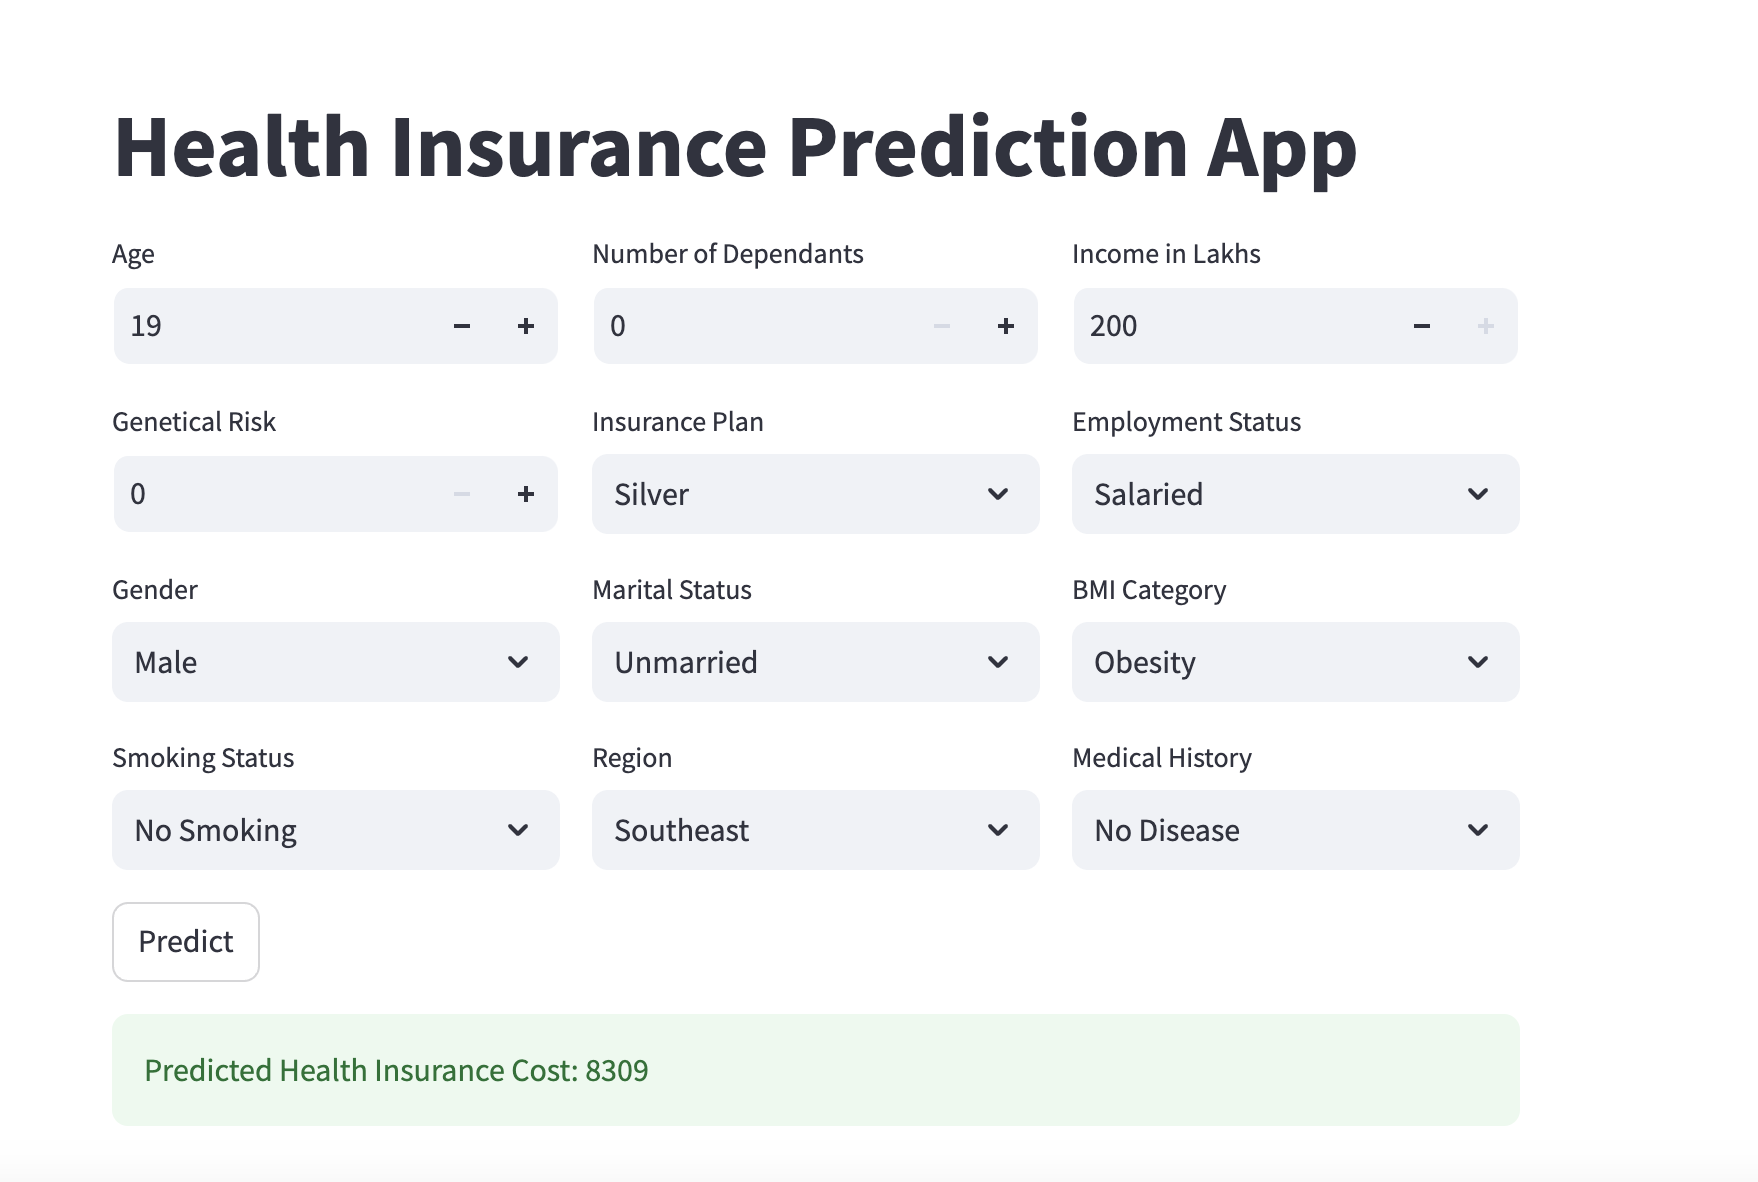 Health Insurance Prediction App
Age Number of Dependants Income in Lakhs
19 − + 0 − + 200 − +
Genetical Risk Insurance Plan Employment Status
0 − + Silver Salaried
Gender Marital Status BMI Category
Male Unmarried Obesity
Smoking Status Region Medical History
No Smoking Southeast No Disease
Predict
Predicted Health Insurance Cost: 8309